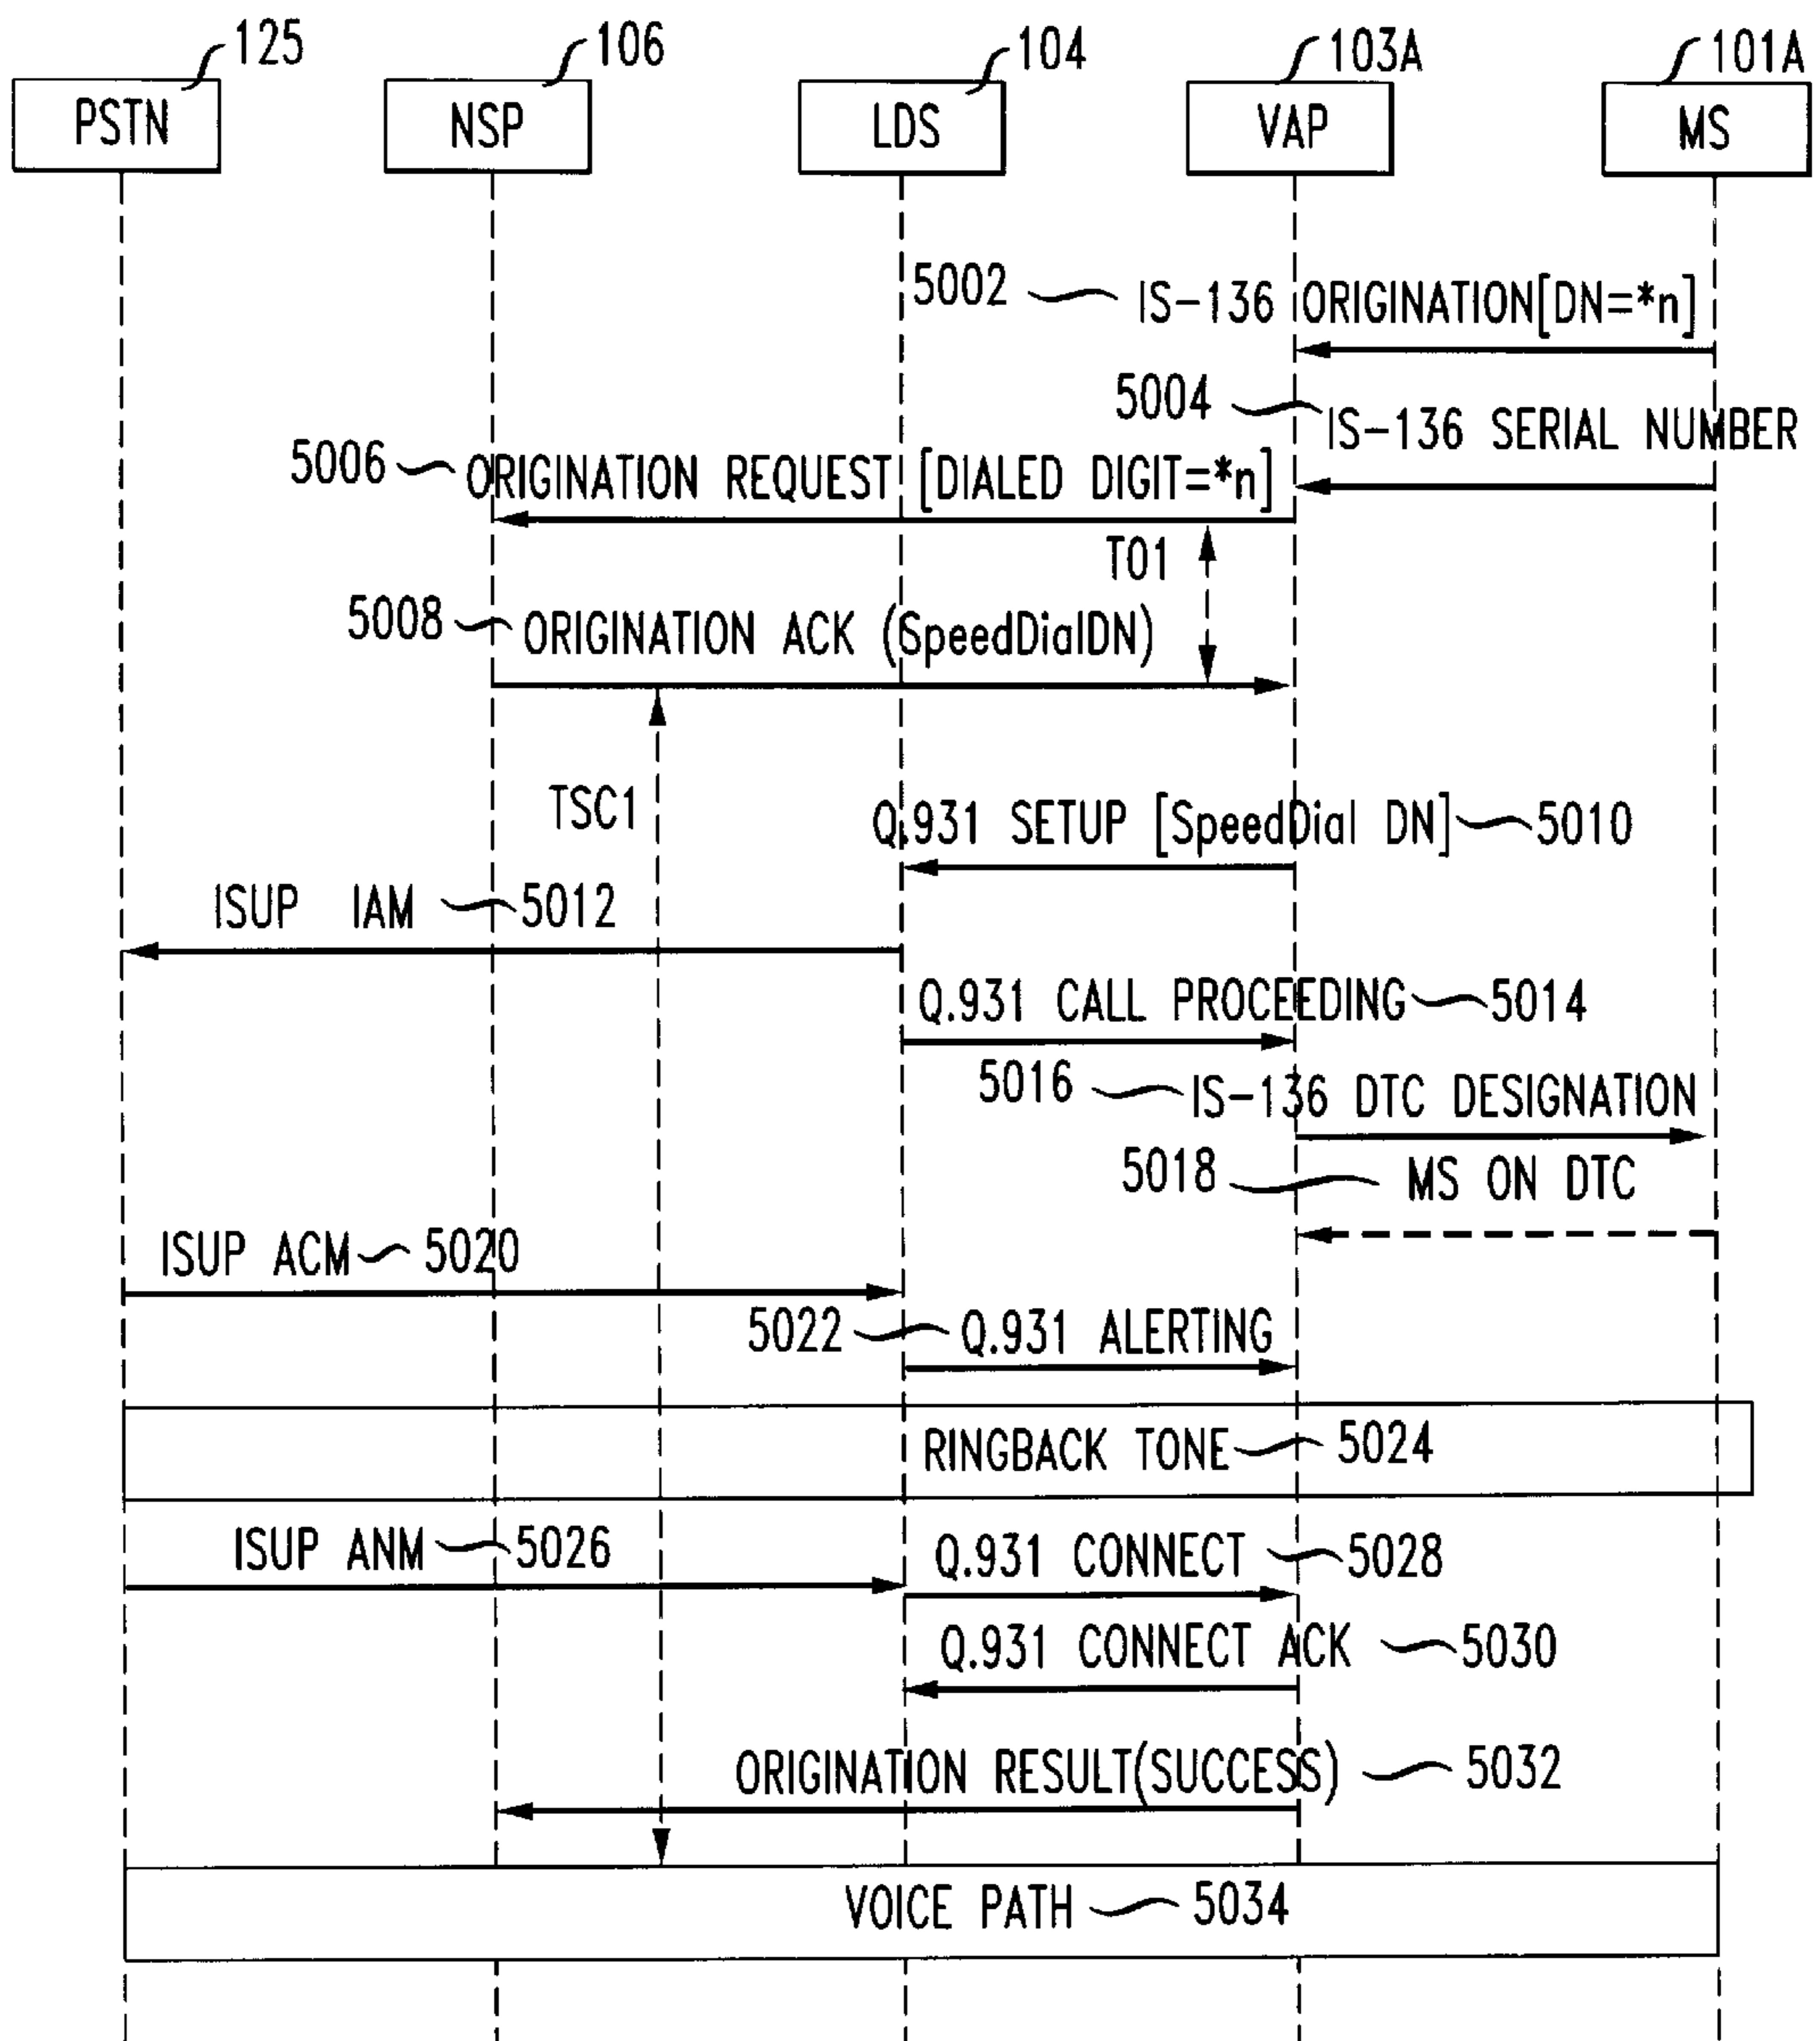 125
106
104
103A
101A
PSTN
NSP
LDS
VAP
MS
5002
IS-136 ORIGINATION[DN=*n]
5004
IS-136 SERIAL NUMBER
5006
ORIGINATION REQUEST [DIALED DIGIT=*n]
TO1
5008
ORIGINATION ACK (SpeedDialDN)
TSC1
Q.931 SETUP [SpeedDial DN]
5010
ISUP IAM
5012
Q.931 CALL PROCEEDING
5014
5016
IS-136 DTC DESIGNATION
5018
MS ON DTC
ISUP ACM
5020
5022
Q.931 ALERTING
RINGBACK TONE
5024
ISUP ANM
5026
Q.931 CONNECT
5028
Q.931 CONNECT ACK
5030
ORIGINATION RESULT(SUCCESS)
5032
VOICE PATH
5034